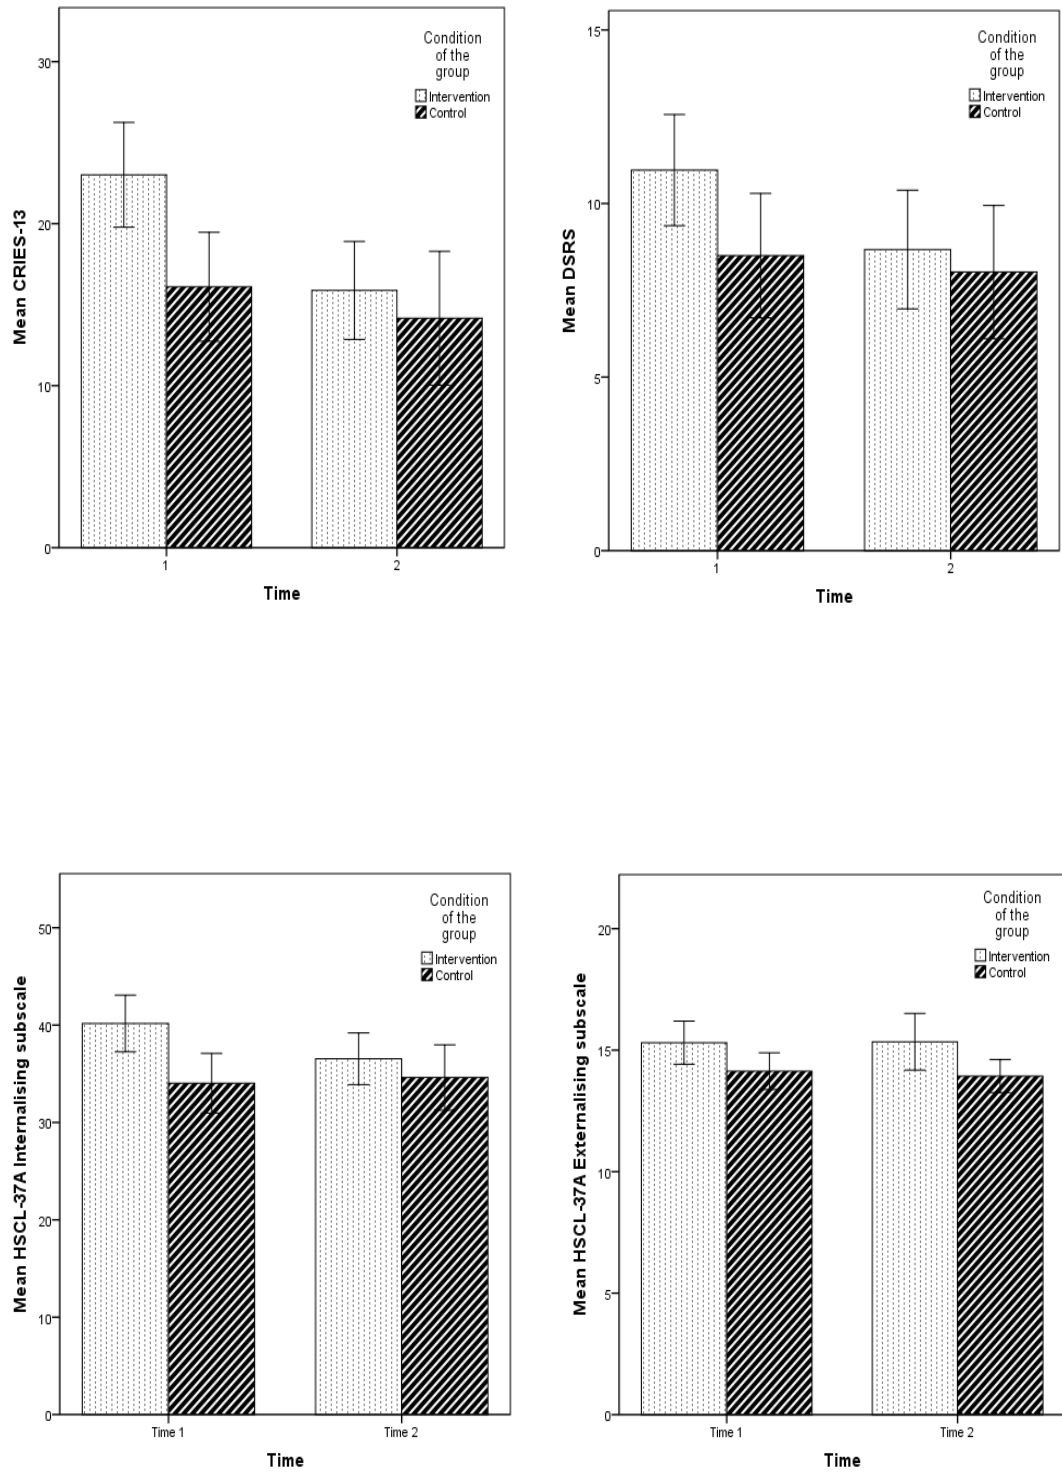 Condition
of the
group
Intervention
Control
Mean CRIES-13
30
20
10
0
1
2
Time
Condition
of the
group
Intervention
Control
Mean DSRS
15
10
5
0
1
2
Time
Condition
of the
group
Intervention
Control
Mean HSCL-37A Internalising subscale
50
40
30
20
10
0
Time 1
Time 2
Time
Condition
of the
group
Intervention
Control
Mean HSCL-37A Externalising subscale
20
15
10
5
0
Time 1
Time 2
Time